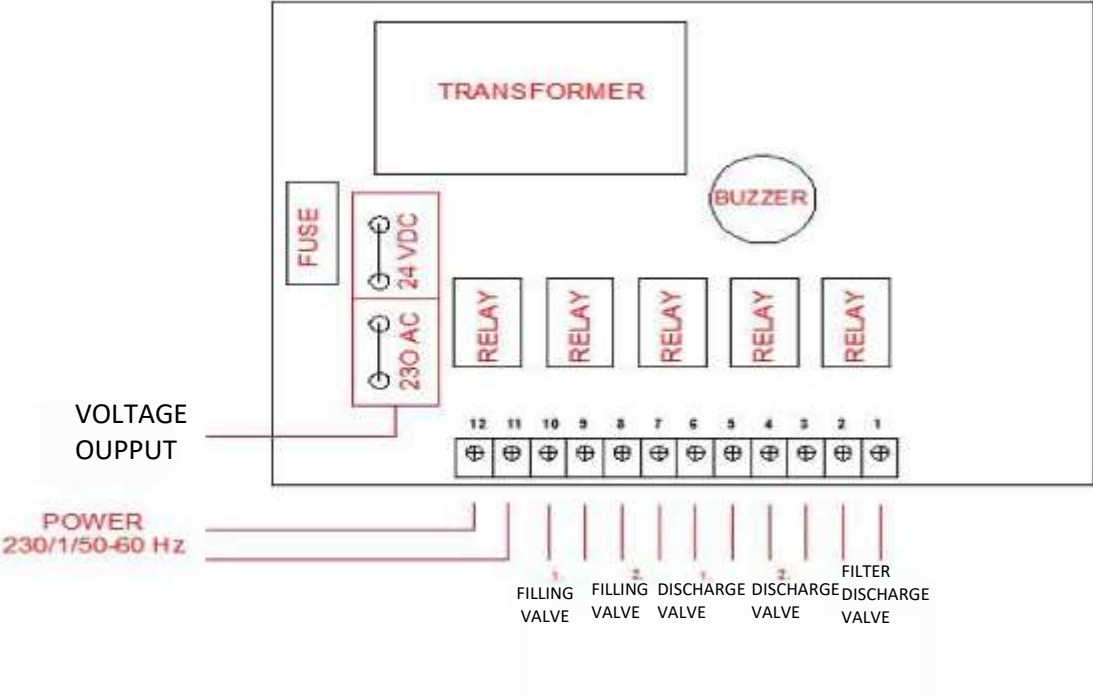 TRANSFORMER
BUZZER
FUSE
24 VDC
230 AC
RELAY
RELAY
RELAY
RELAY
RELAY
VOLTAGE
OUPPUT
12 11 10 9 8 7 6 5 4 3 2 1
POWER
230/1/50-60 Hz
1.
FILLING
VALVE
2.
FILLING
VALVE
1.
DISCHARGE
VALVE
2.
DISCHARGE
VALVE
FILTER
DISCHARGE
VALVE